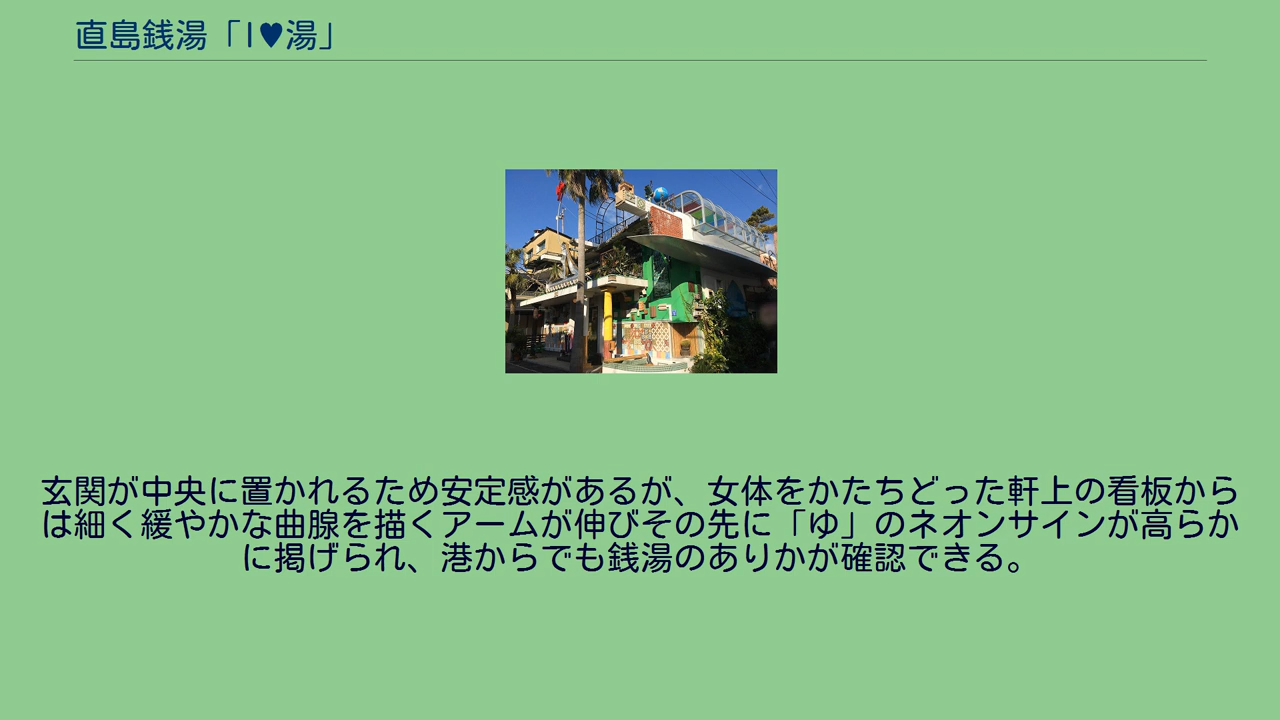 直島銭湯「I♥湯」
玄関が中央に置かれるため安定感があるが、女体をかたちどった軒上の看板から
は細く緩やかな曲腺を描くアームが伸びその先に「ゆ」のネオンサインが高らか
に掲げられ、港からでも銭湯のありかが確認できる。